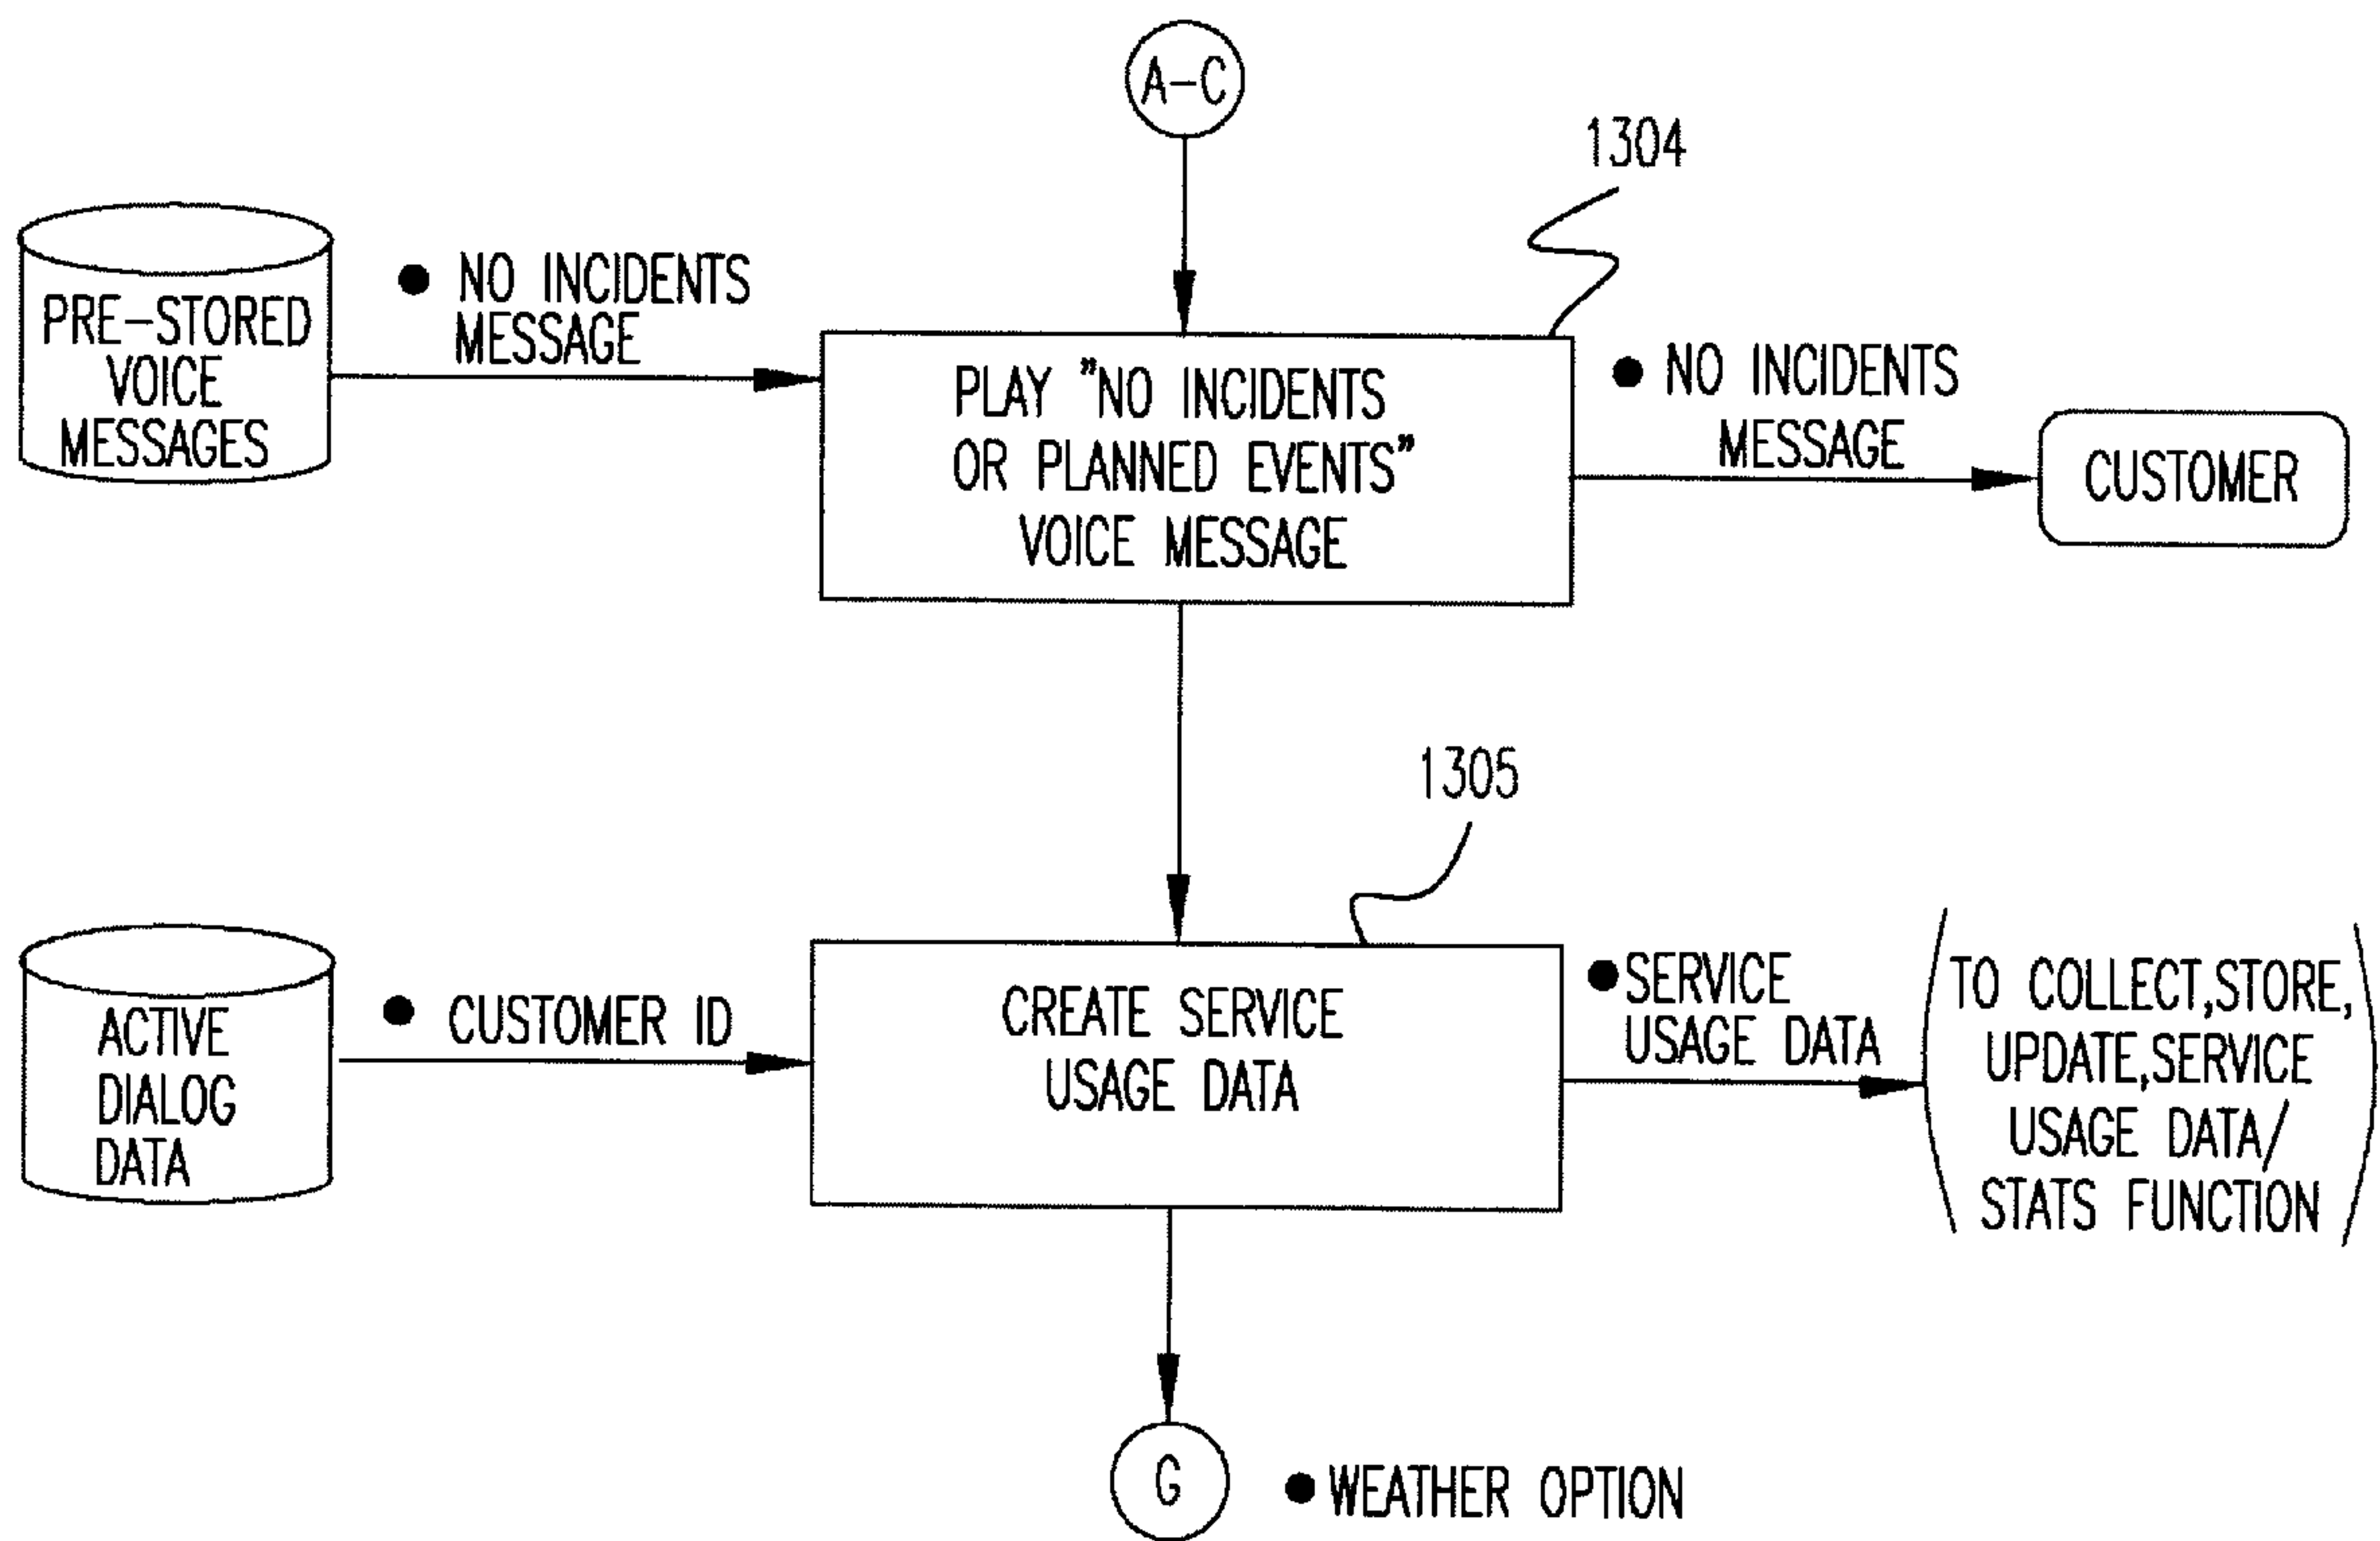 A-C
1304
PRE-STORED
VOICE
MESSAGES
● NO INCIDENTS
MESSAGE
PLAY "NO INCIDENTS
OR PLANNED EVENTS"
VOICE MESSAGE
● NO INCIDENTS
MESSAGE
CUSTOMER
1305
ACTIVE
DIALOG
DATA
● CUSTOMER ID
CREATE SERVICE
USAGE DATA
● SERVICE
USAGE DATA
(TO COLLECT,STORE,
UPDATE,SERVICE
USAGE DATA/
STATS FUNCTION)
G
● WEATHER OPTION